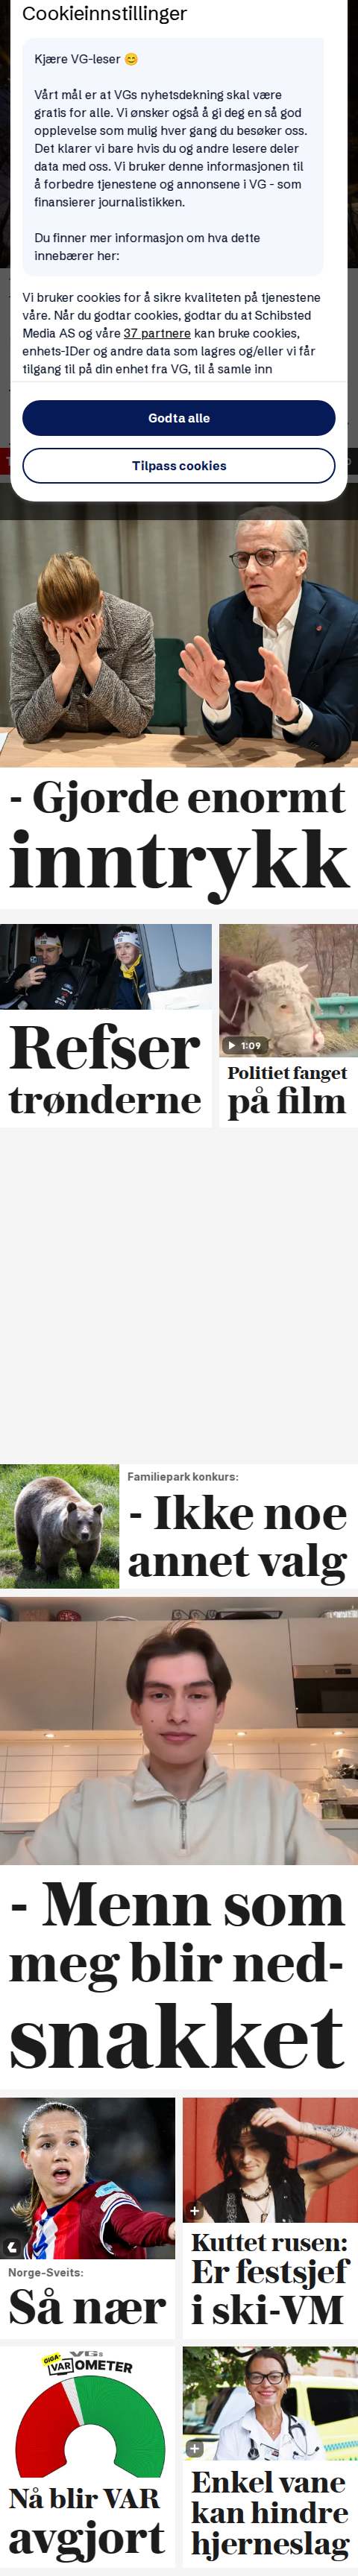 Cookieinnstillinger
Kjære VG-leser 😊
Vårt mål er at VGs nyhetsdekning skal være
gratis for alle. Vi ønsker også å gi deg en så god
opplevelse som mulig hver gang du besøker oss.
Det klarer vi bare hvis du og andre lesere deler
data med oss. Vi bruker denne informasjonen til
å forbedre tjenestene og annonsene i VG - som
finansierer journalistikken.
Du finner mer informasjon om hva dette
innebærer her:
Vi bruker cookies for å sikre kvaliteten på tjenestene
våre. Når du godtar cookies, godtar du at Schibsted
Media AS og våre 37 partnere kan bruke cookies,
enhets-IDer og andre data som lagres og/eller vi får
tilgang til på din enhet fra VG, til å samle inn
Godta alle
Tilpass cookies
- Gjorde enormt
inntrykk
Refser
trønderne
1:09
Politiet fanget
på film
Familiepark konkurs:
- Ikke noe
annet valg
- Menn som
meg blir ned-
snakket
Norge-Sveits:
Så nær
Kuttet rusen:
Er festsjef
i ski-VM
VGs
GIGA-
VAROMETER
Nå blir VAR
avgjort
Enkel vane
kan hindre
hjerneslag